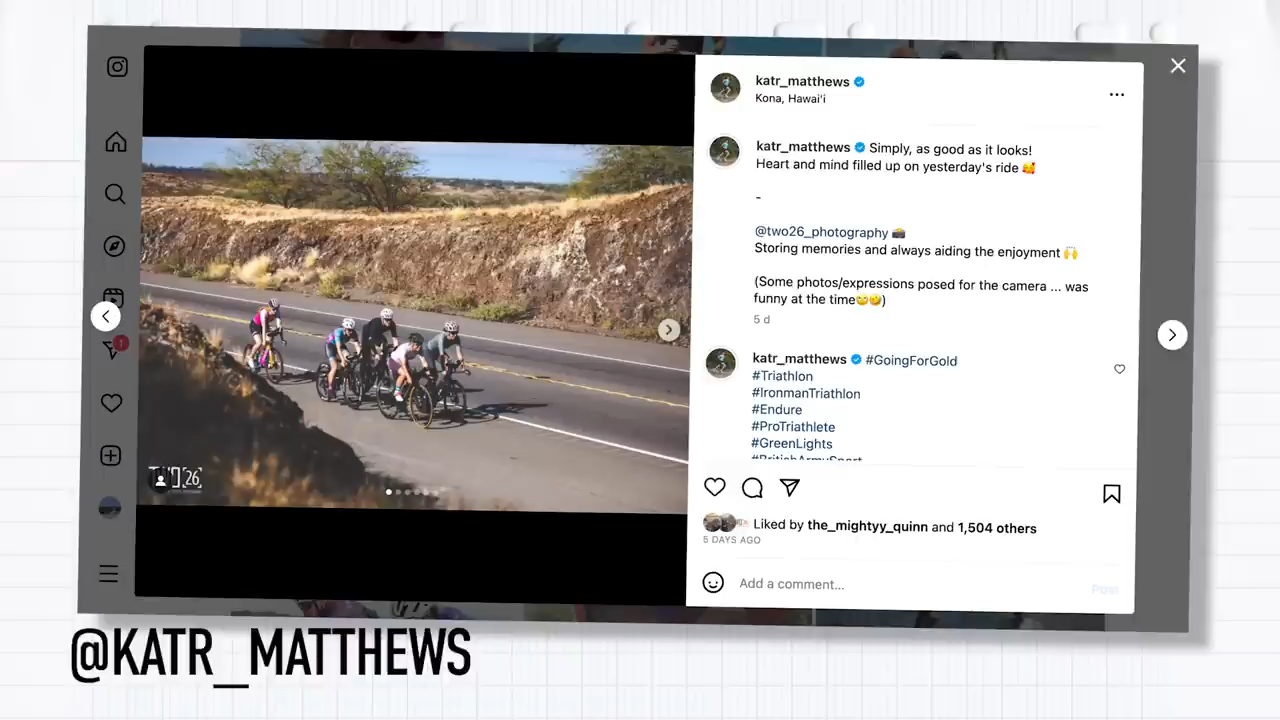 katr_matthews
Kona, Hawai'i
katr_matthews Simply, as good as it looks!
Heart and mind filled up on yesterday's ride 🥰
-
@two26_photography 📸
Storing memories and always aiding the enjoyment 🙌
(Some photos/expressions posed for the camera ... was
funny at the time😄🤣)
5 d
katr_matthews #GoingForGold
#Triathlon
#IronmanTriathlon
#Endure
#ProTriathlete
#GreenLights
#BritishArmySport
1
Liked by the_mightyy_quinn and 1,504 others
5 DAYS AGO
Add a comment...
Post
@KATR_MATTHEWS